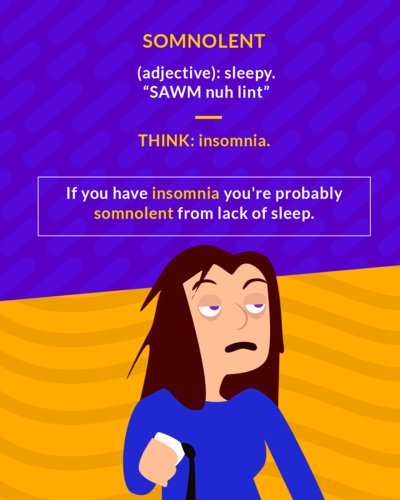 SOMNOLENT
(adjective): sleepy.
“SAWM nuh lint”
THINK: insomnia.
If you have insomnia you're probably
somnolent from lack of sleep.